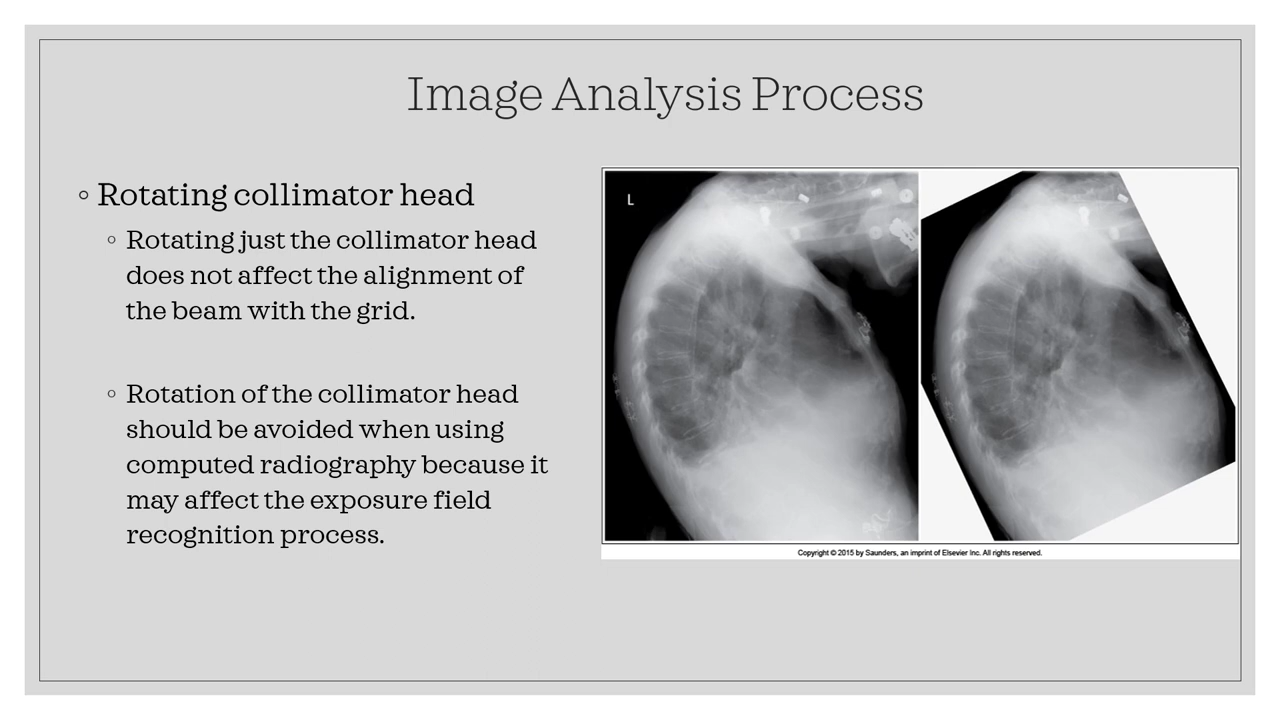 Image Analysis Process
◦ Rotating collimator head
◦ Rotating just the collimator head
does not affect the alignment of
the beam with the grid.
◦ Rotation of the collimator head
should be avoided when using
computed radiography because it
may affect the exposure field
recognition process.
L
Copyright © 2015 by Saunders, an imprint of Elsevier Inc. All rights reserved.